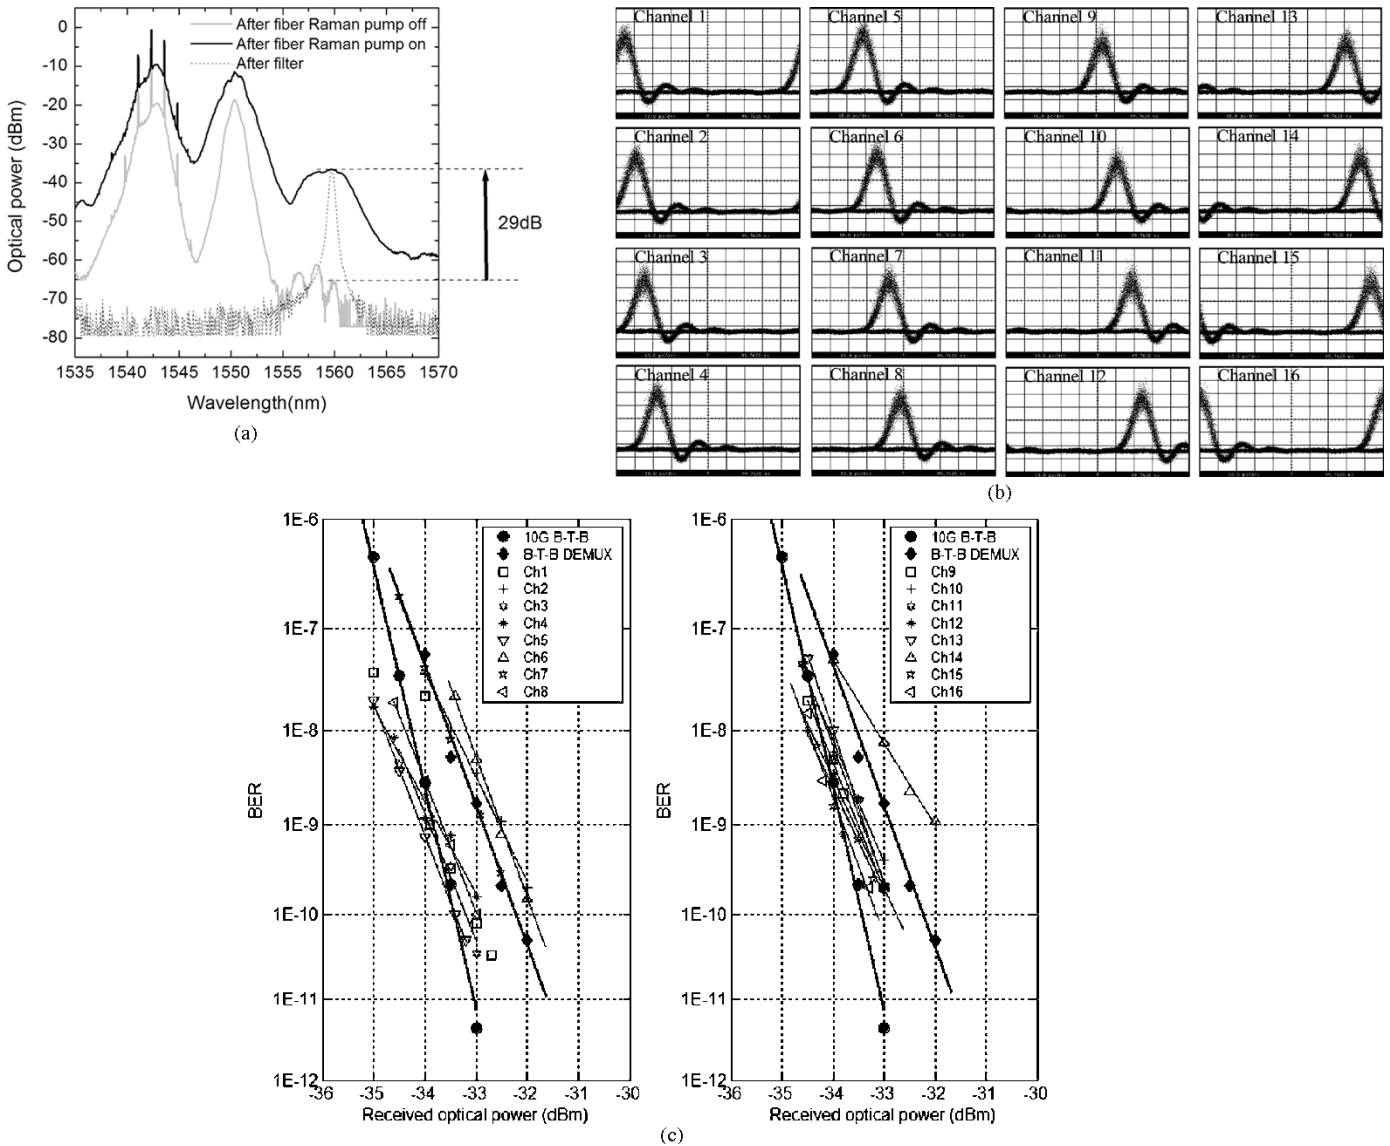 After fiber Raman pump off
After fiber Raman pump on
After filter
0
-10
-20
-30
-40
-50
-60
-70
-80
Optical power (dBm)
29dB
1535 1540 1545 1550 1555 1560 1565 1570
Wavelength(nm)
(a)
Channel 1
Channel 5
Channel 9
Channel 13
Channel 2
Channel 6
Channel 10
Channel 14
Channel 3
Channel 7
Channel 11
Channel 15
Channel 4
Channel 8
Channel 12
Channel 16
(b)
1E-6
1E-7
1E-8
1E-9
1E-10
1E-11
1E-12
BER
10G B-T-B
B-T-B DEMUX
Ch1
Ch2
Ch3
Ch4
Ch5
Ch6
Ch7
Ch8
-36 -35 -34 -33 -32 -31 -30
Received optical power (dBm)
1E-6
1E-7
1E-8
1E-9
1E-10
1E-11
1E-12
BER
10G B-T-B
B-T-B DEMUX
Ch9
Ch10
Ch11
Ch12
Ch13
Ch14
Ch15
Ch16
-36 -35 -34 -33 -32 -31 -30
Received optical power (dBm)
(c)